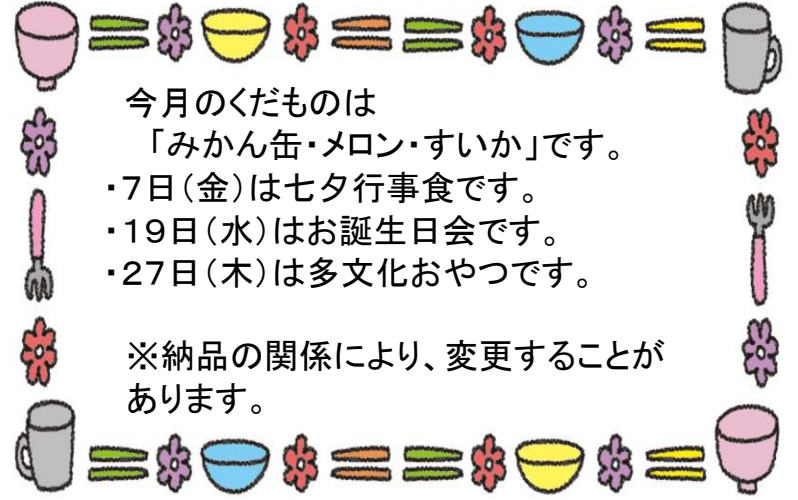 今月のくだものは
「みかん缶・メロン・すいか」です。
・7日（金）は七夕行事食です。
・19日（水）はお誕生日会です。
・27日（木）は多文化おやつです。
※納品の関係により、変更することが
あります。